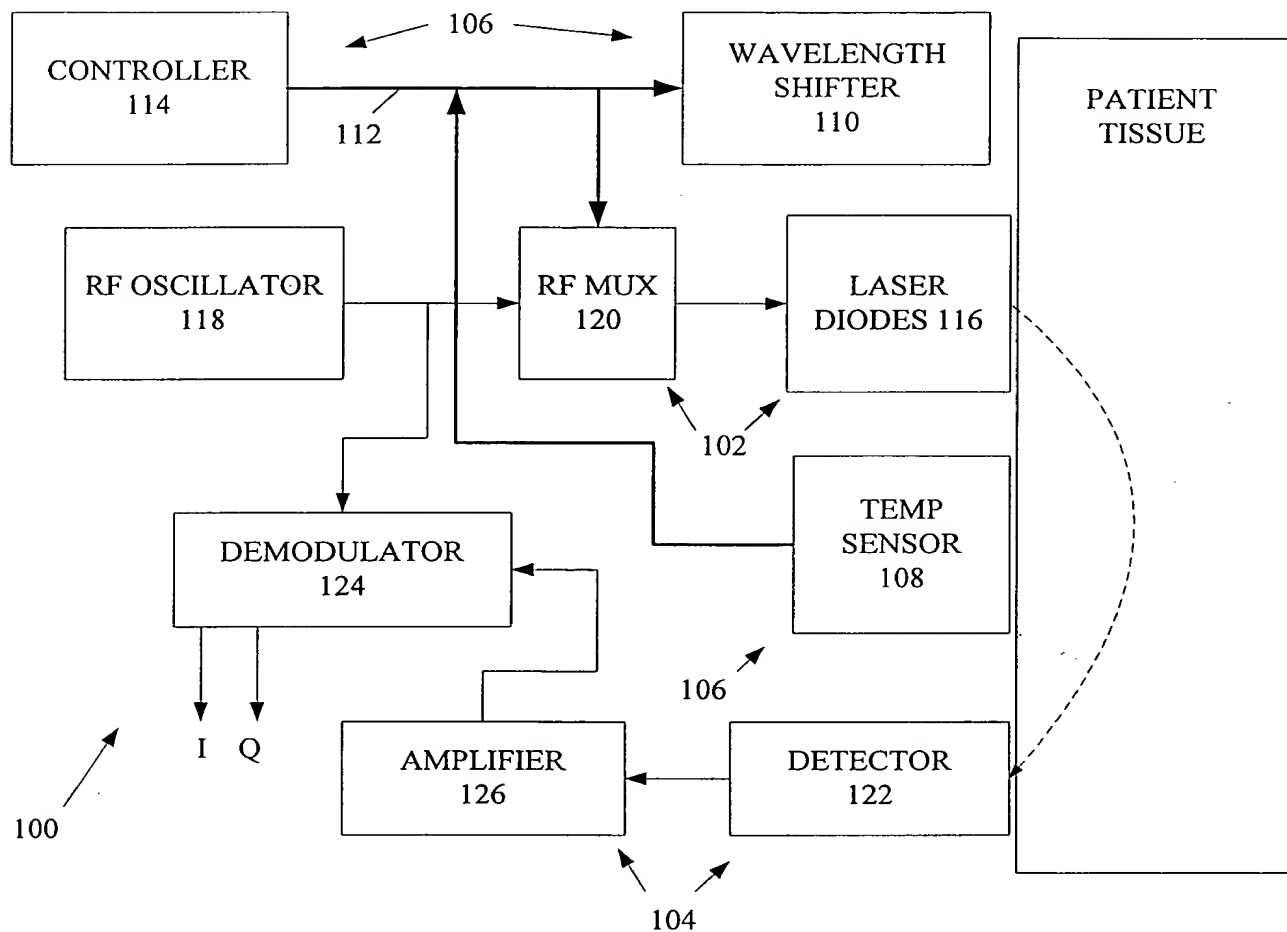 106
CONTROLLER
114
WAVELENGTH
SHIFTER
110
PATIENT
TISSUE
112
RF OSCILLATOR
118
RF MUX
120
LASER
DIODES 116
102
DEMODULATOR
124
TEMP
SENSOR
108
106
I Q
AMPLIFIER
126
DETECTOR
122
100
104